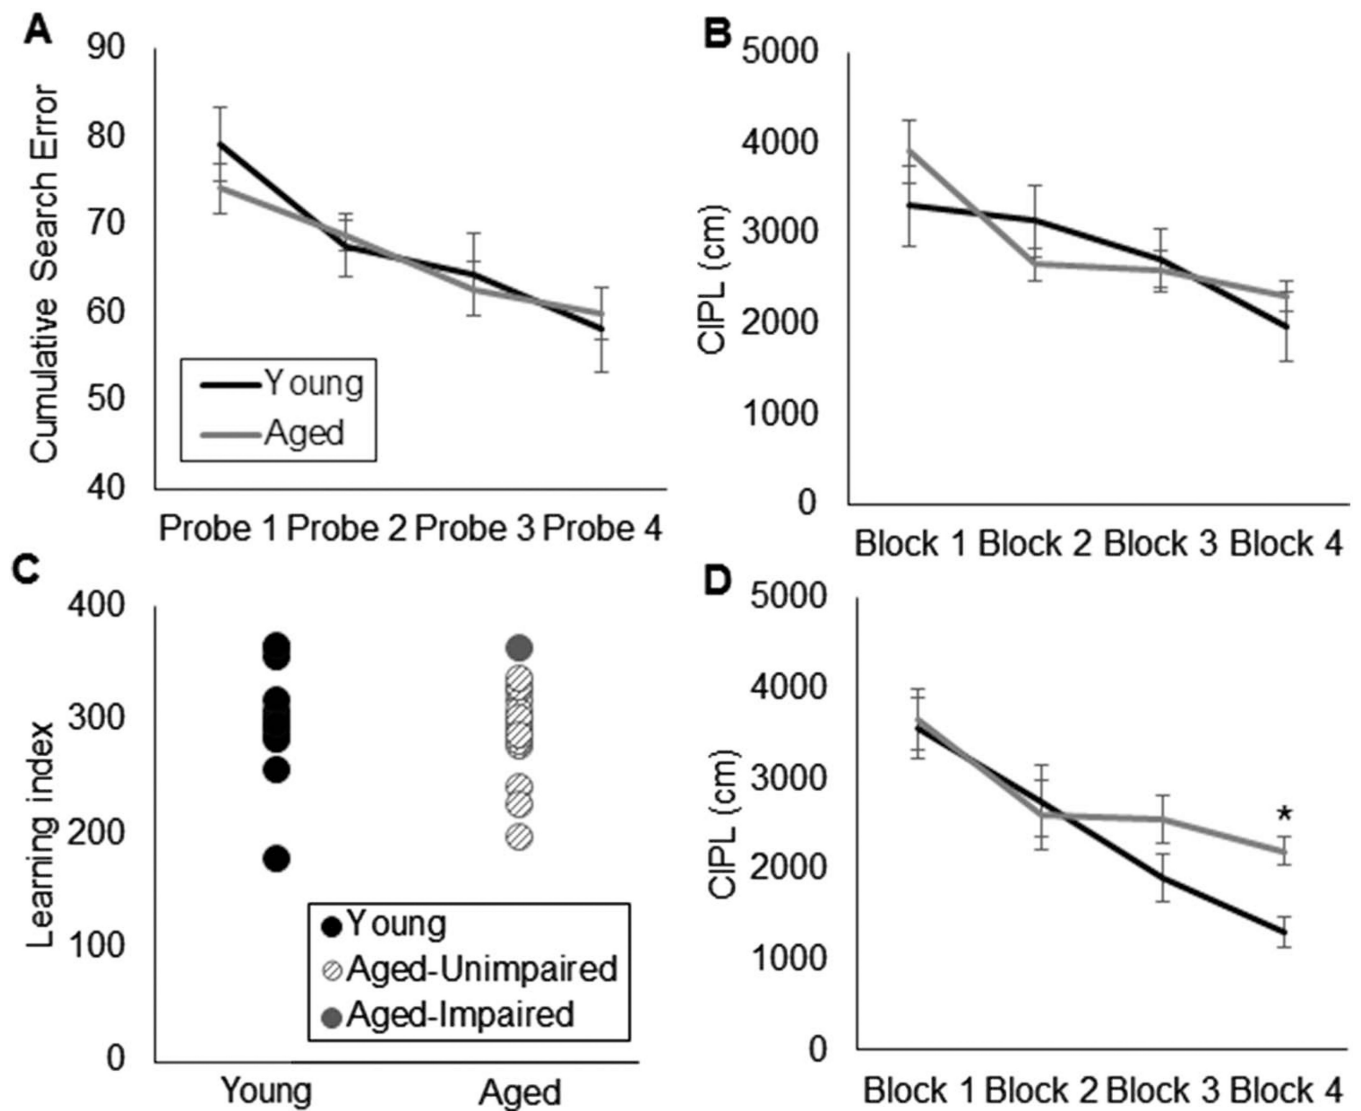 A
90
80
70
60
50
40
Cumulative Search Error
Young
Aged
Probe 1 Probe 2 Probe 3 Probe 4
B
5000
4000
3000
2000
1000
0
CIPL (cm)
Block 1 Block 2 Block 3 Block 4
C
400
300
200
100
0
Learning index
Young
Aged-Unimpaired
Aged-Impaired
Young Aged
D
5000
4000
3000
2000
1000
0
CIPL (cm)
*
Block 1 Block 2 Block 3 Block 4